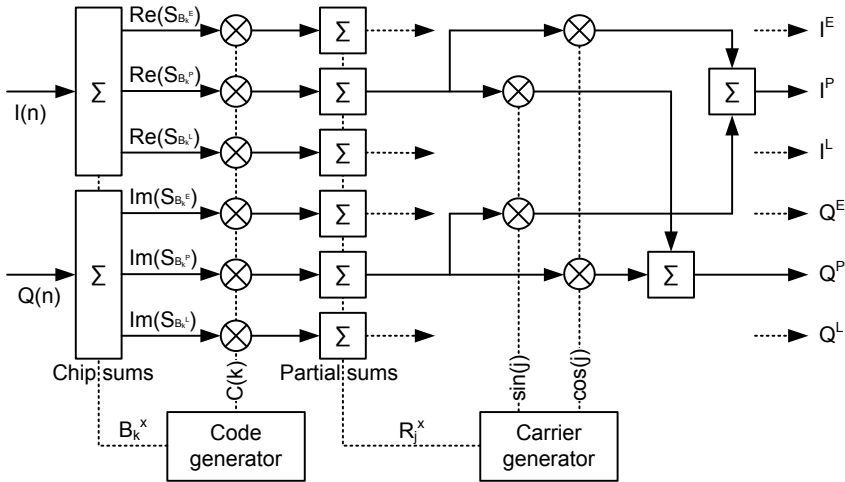 Re(S_{B_k^E})
I^E
Re(S_{B_k^P})
Σ
Σ
Σ
Σ
I^P
I(n)
Re(S_{B_k^L})
Σ
I^L
Im(S_{B_k^E})
Σ
Q^E
Im(S_{B_k^P})
Σ
Σ
Σ
Q^P
Q(n)
Im(S_{B_k^L})
Σ
Q^L
Chip sums
C(k)
Partial sums
sin(j)
cos(j)
B_k^x
Code
generator
R_j^x
Carrier
generator